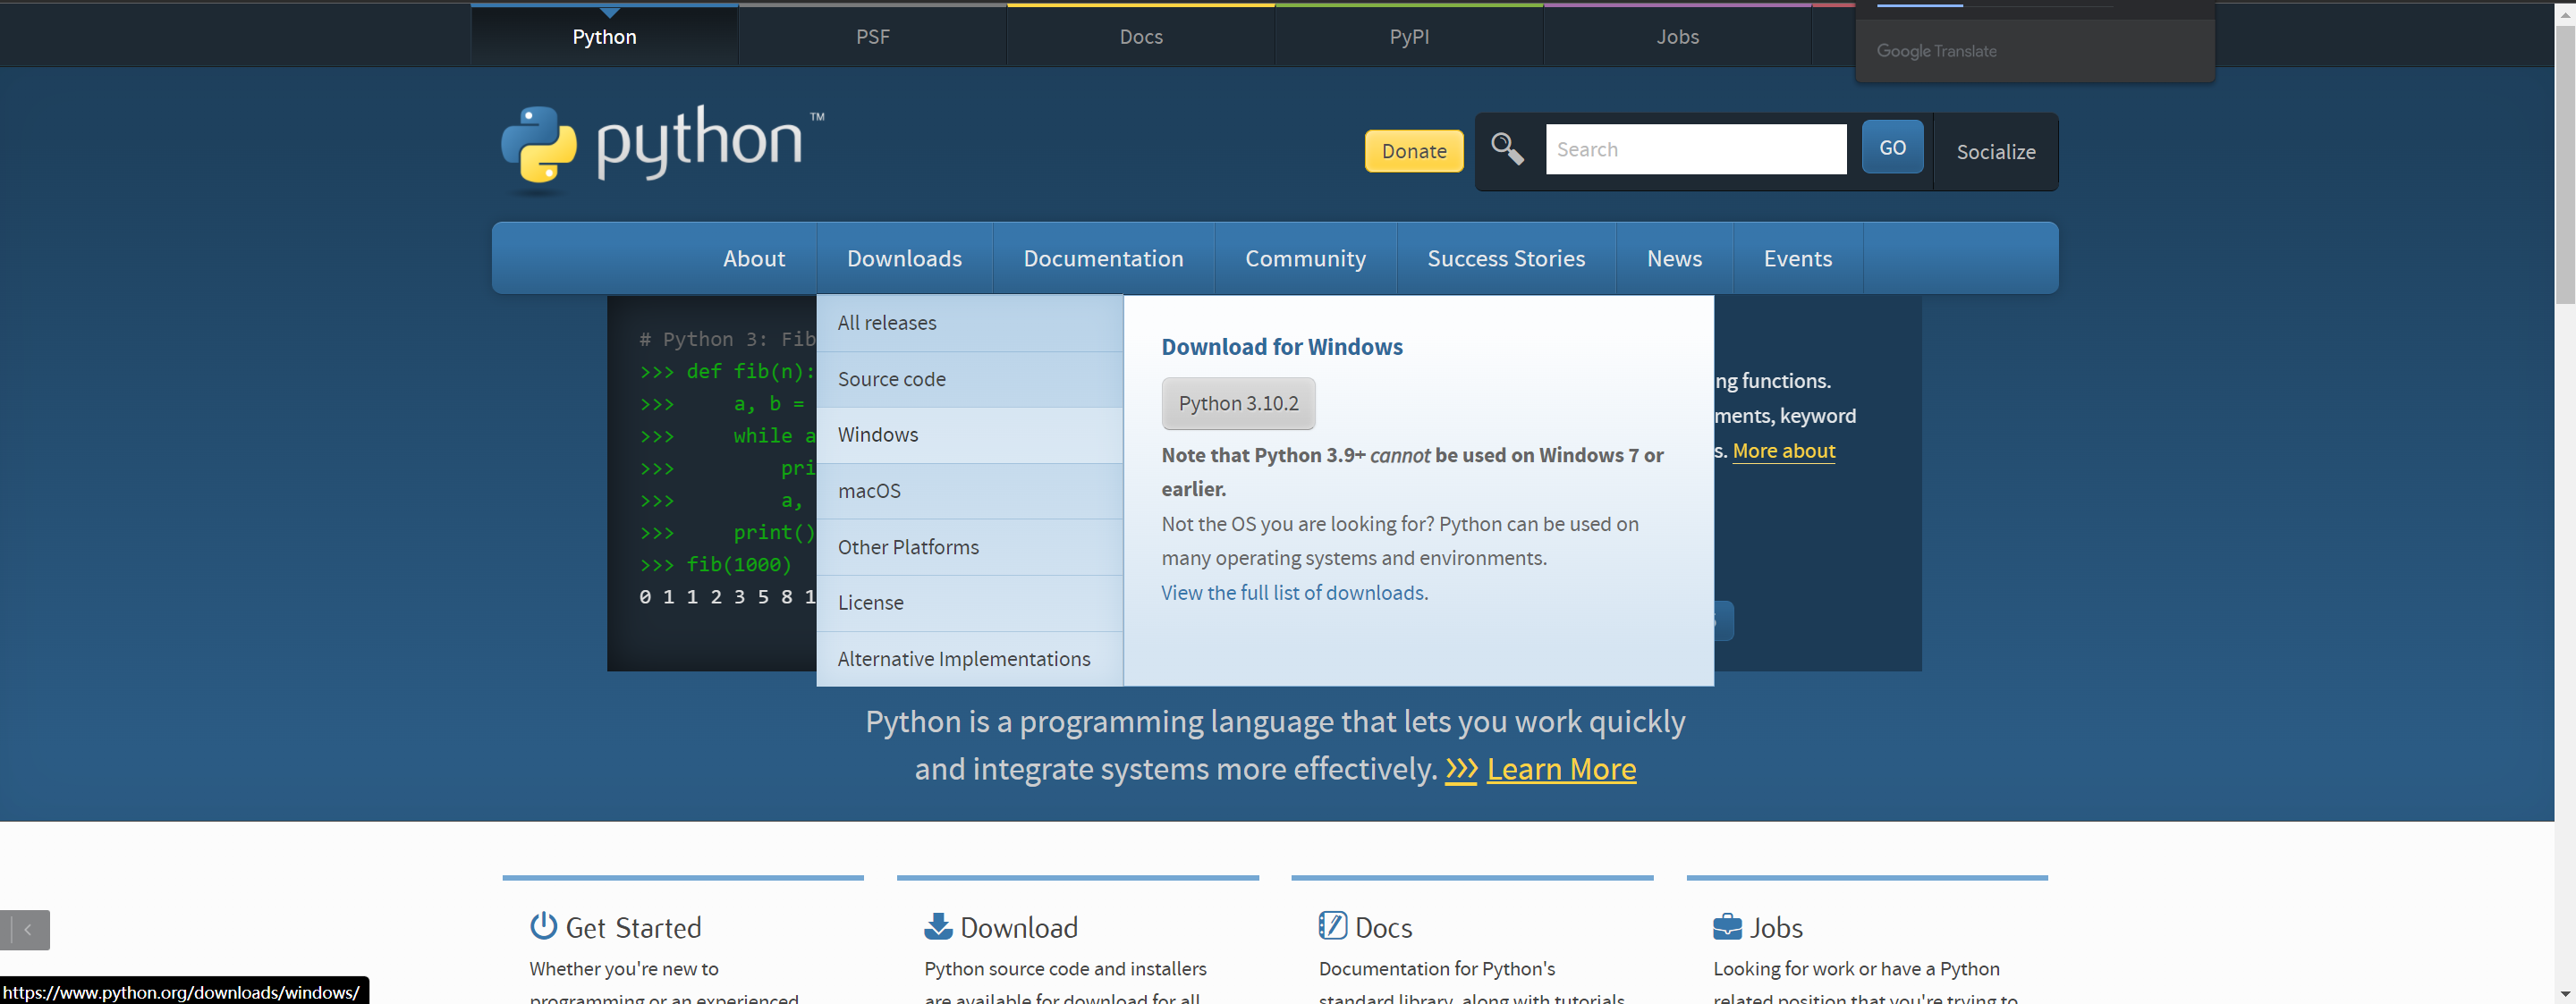 Python
PSF
Docs
PyPI
Jobs
Google Translate
python™
Donate
Search
GO
Socialize
About
Downloads
Documentation
Community
Success Stories
News
Events
# Python 3: Fib
>>> def fib(n):
>>>     a, b =
>>>     while a
>>>         pri
>>>         a,
>>>     print()
>>> fib(1000)
0 1 1 2 3 5 8 1
All releases
Source code
Windows
macOS
Other Platforms
License
Alternative Implementations
Download for Windows
Python 3.10.2
Note that Python 3.9+ cannot be used on Windows 7 or
earlier.
Not the OS you are looking for? Python can be used on
many operating systems and environments.
View the full list of downloads.
ng functions.
ments, keyword
s. More about
Python is a programming language that lets you work quickly
and integrate systems more effectively. >>> Learn More
Get Started
Whether you're new to
programming or an experienced
Download
Python source code and installers
are available for download for all
Docs
Documentation for Python's
standard library, along with tutorials
Jobs
Looking for work or have a Python
related position that you're trying to
https://www.python.org/downloads/windows/